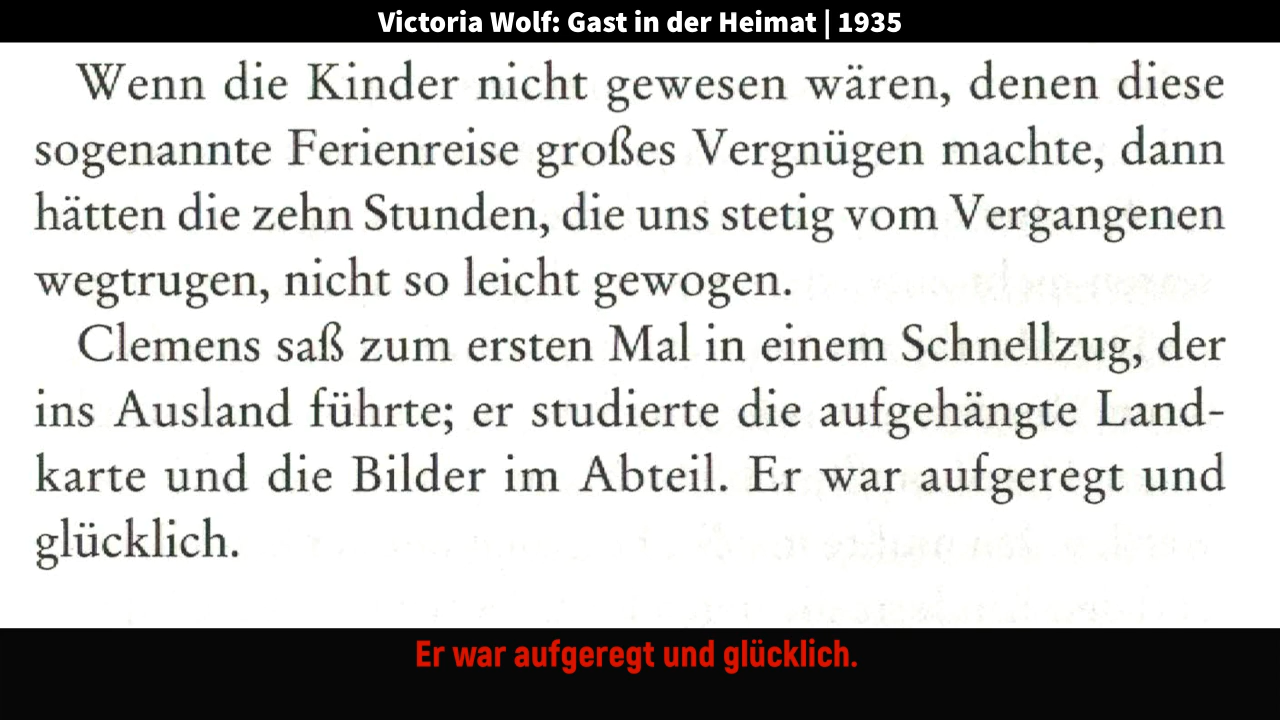 Victoria Wolf: Gast in der Heimat | 1935
Wenn die Kinder nicht gewesen wären, denen diese
sogenannte Ferienreise großes Vergnügen machte, dann
hätten die zehn Stunden, die uns stetig vom Vergangenen
wegtrugen, nicht so leicht gewogen.
Clemens saß zum ersten Mal in einem Schnellzug, der
ins Ausland führte; er studierte die aufgehängte Land-
karte und die Bilder im Abteil. Er war aufgeregt und
glücklich.
Er war aufgeregt und glücklich.